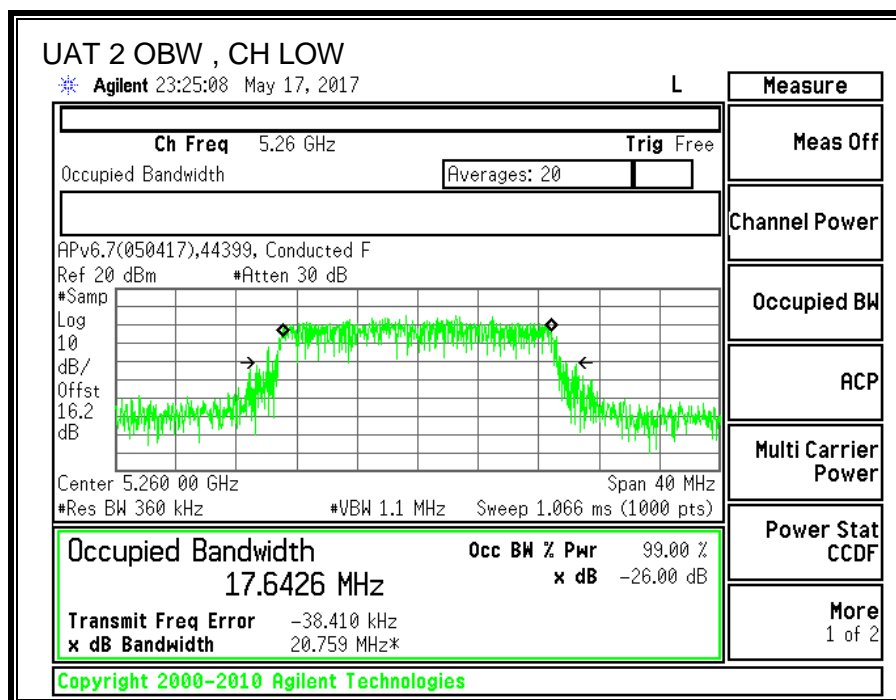 UAT 2 OBW , CH LOW
Agilent 23:25:08 May 17, 2017 L
Measure
Ch Freq 5.26 GHz Trig Free
Meas Off
Occupied Bandwidth Averages: 20
Channel Power
APv6.7(050417),44399, Conducted F
Ref 20 dBm #Atten 30 dB
#Samp
Log
10
dB/
Offst
16.2
dB
Occupied BW
ACP
Multi Carrier
Power
Center 5.260 00 GHz Span 40 MHz
#Res BW 360 kHz #VBW 1.1 MHz Sweep 1.066 ms (1000 pts)
Power Stat
CCDF
Occupied Bandwidth Occ BW % Pwr 99.00 %
17.6426 MHz x dB -26.00 dB
Transmit Freq Error -38.410 kHz
x dB Bandwidth 20.759 MHz*
More
1 of 2
Copyright 2000-2010 Agilent Technologies